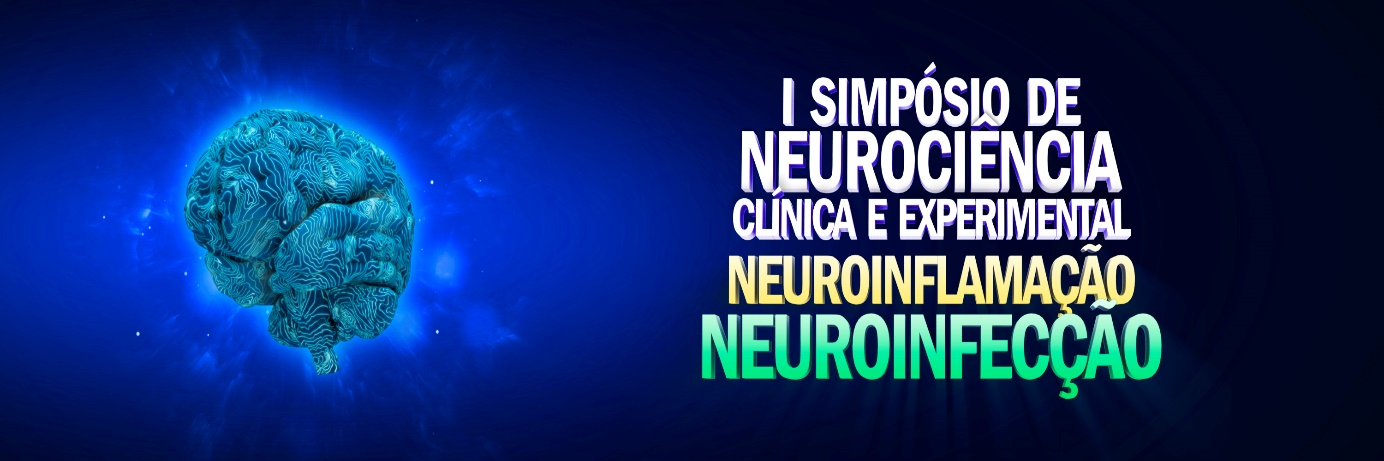 I SIMPÓSIO DE
NEUROCIÊNCIA
CLÍNICA E EXPERIMENTAL
NEUROINFLAMAÇÃO
NEUROINFECÇÃO